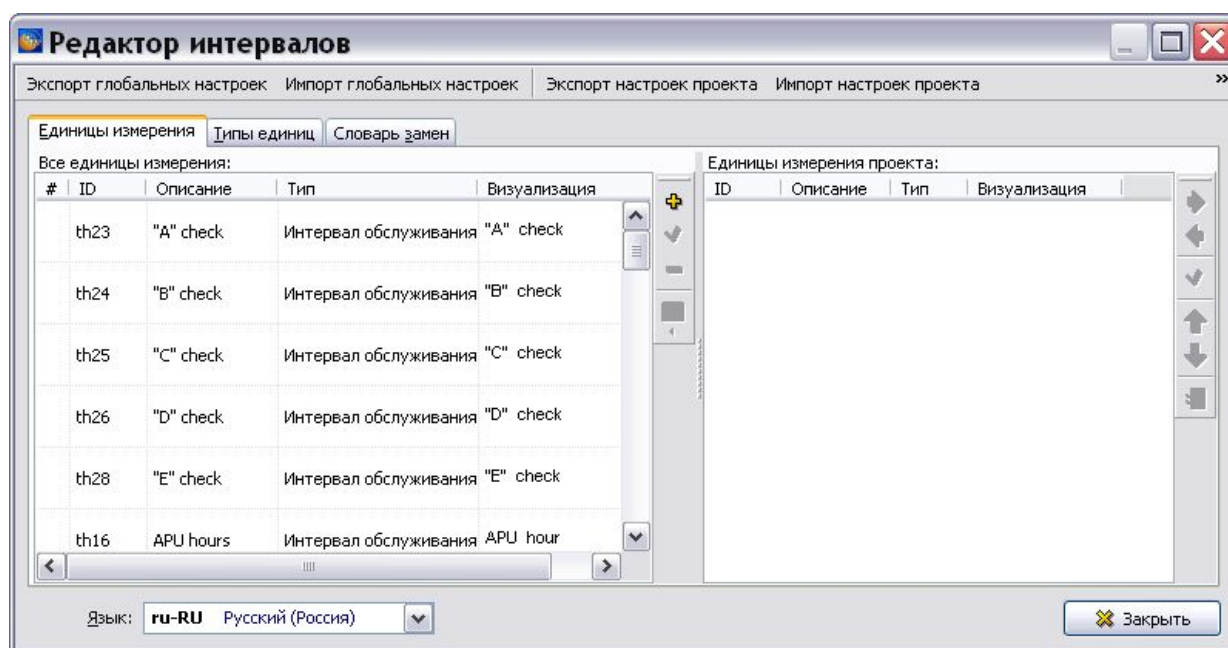 Редактор интервалов
Экспорт глобальных настроек Импорт глобальных настроек Экспорт настроек проекта Импорт настроек проекта »
Единицы измерения Типы единиц Словарь замен
Все единицы измерения: Единицы измерения проекта:
# ID Описание Тип Визуализация ID Описание Тип Визуализация
th23 "A" check Интервал обслуживания "A" check
th24 "B" check Интервал обслуживания "B" check
th25 "C" check Интервал обслуживания "C" check
th26 "D" check Интервал обслуживания "D" check
th28 "E" check Интервал обслуживания "E" check
th16 APU hours Интервал обслуживания APU hour
Язык: ru-RU Русский (Россия) Закрыть